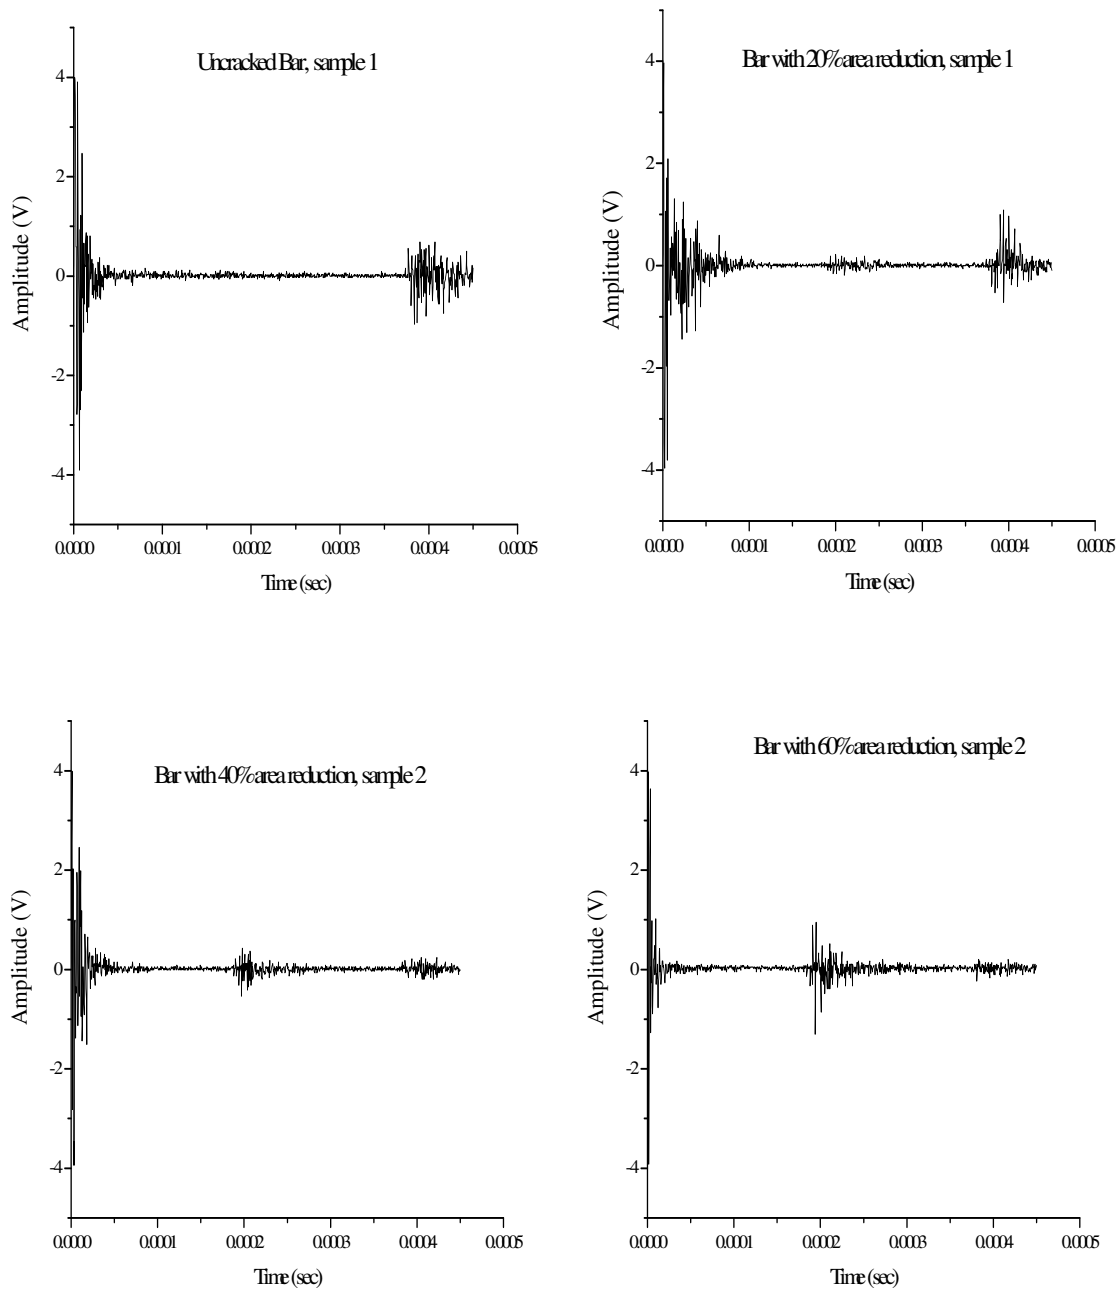 Uncracked Bar, sample 1
4
2
0
-2
-4
Amplitude (V)
0.0000 0.0001 0.0002 0.0003 0.0004 0.0005
Time (sec)
Bar with 20% area reduction, sample 1
4
2
0
-2
-4
Amplitude (V)
0.0000 0.0001 0.0002 0.0003 0.0004 0.0005
Time (sec)
Bar with 40% area reduction, sample 2
4
2
0
-2
-4
Amplitude (V)
0.0000 0.0001 0.0002 0.0003 0.0004 0.0005
Time (sec)
Bar with 60% area reduction, sample 2
4
2
0
-2
-4
Amplitude (V)
0.0000 0.0001 0.0002 0.0003 0.0004 0.0005
Time (sec)